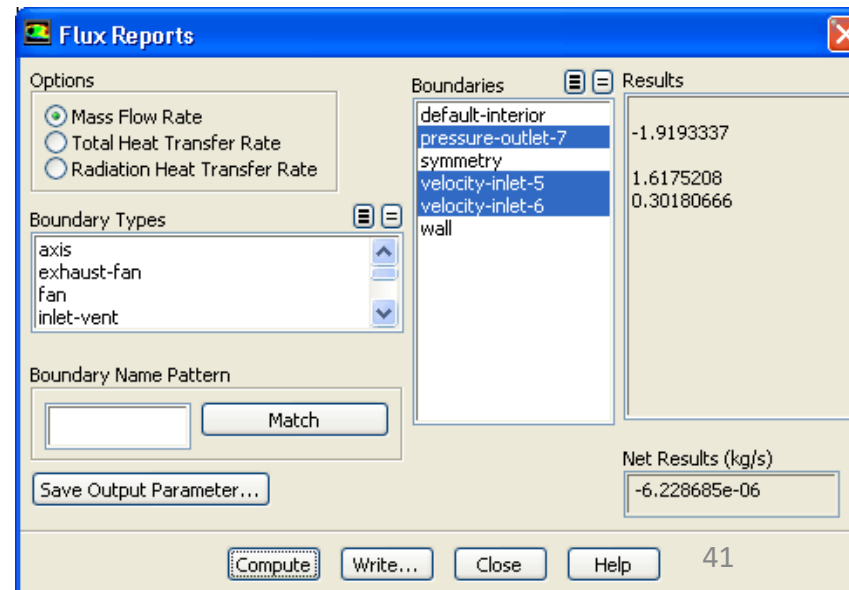 Flux Reports
Options
Mass Flow Rate
Total Heat Transfer Rate
Radiation Heat Transfer Rate
Boundary Types
axis
exhaust-fan
fan
inlet-vent
Boundary Name Pattern
Match
Save Output Parameter...
Boundaries
default-interior
pressure-outlet-7
symmetry
velocity-inlet-5
velocity-inlet-6
wall
Results
-1.9193337
1.6175208
0.30180666
Net Results (kg/s)
-6.228685e-06
Compute Write... Close Help 41